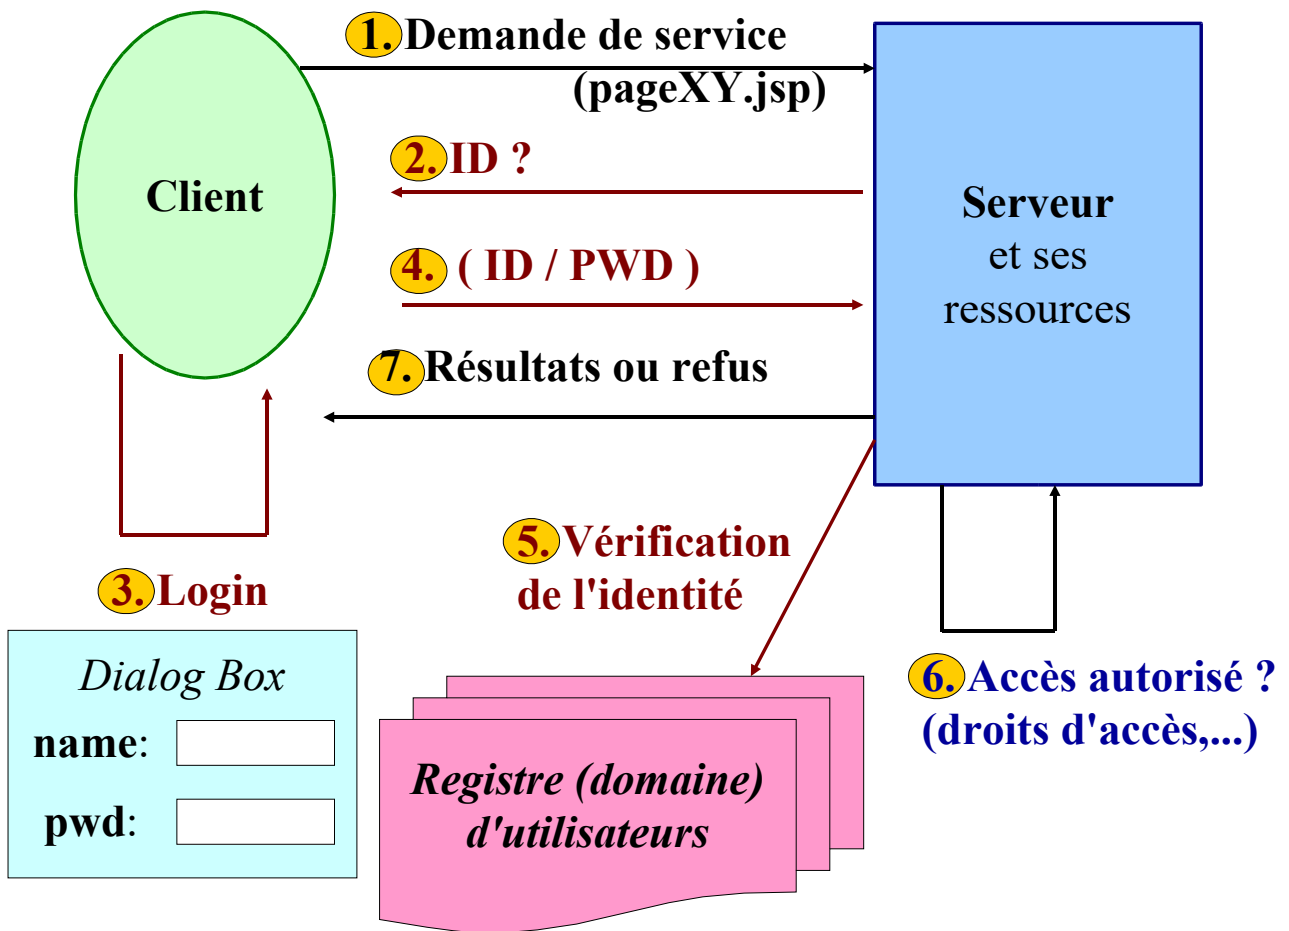 1. Demande de service
(pageXY.jsp)
2. ID ?
Client
Serveur
et ses
ressources
4. ( ID / PWD )
7. Résultats ou refus
5. Vérification
de l'identité
3. Login
Dialog Box
name:
pwd:
6. Accès autorisé ?
(droits d'accès,...)
Registre (domaine)
d'utilisateurs